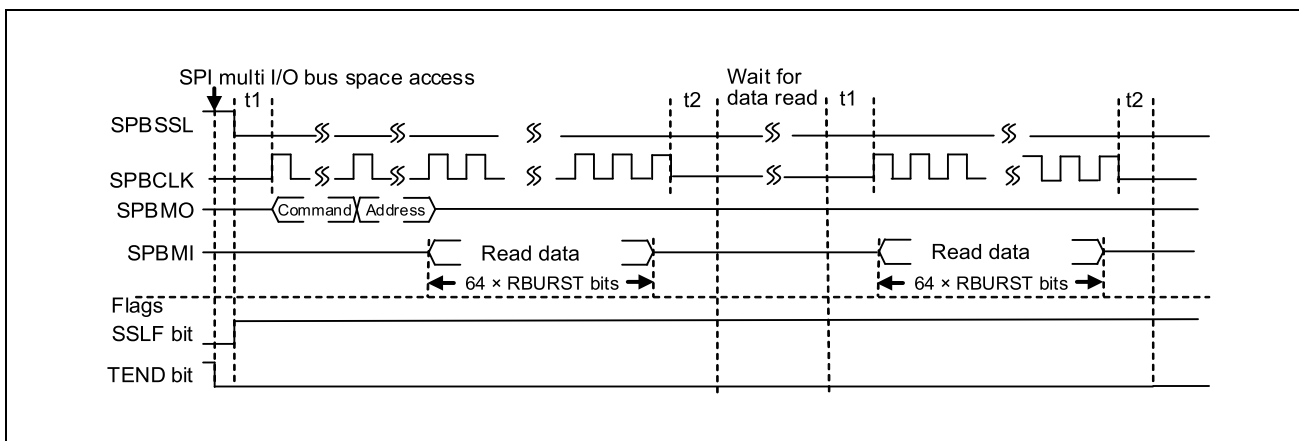 SPI multi I/O bus space access
Wait for
data read
t1
t2
t1
t2
SPBSSL
SPBCLK
SPBMO
Command
Address
SPBMI
Read data
Read data
64 × RBURST bits
64 × RBURST bits
Flags
SSLF bit
TEND bit